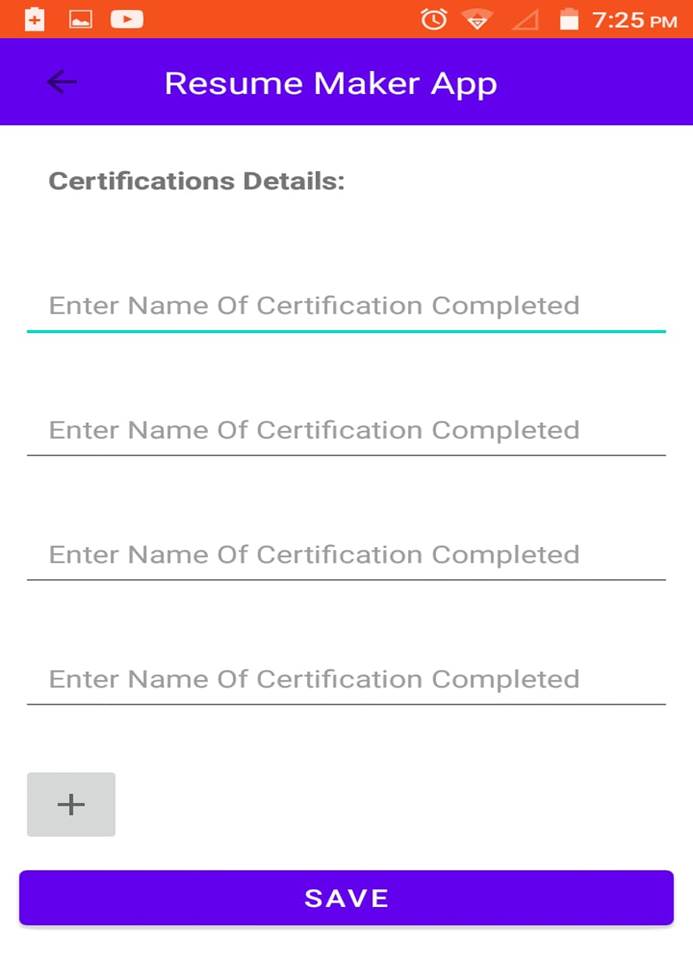 7:25 PM
Resume Maker App
Certifications Details:
Enter Name Of Certification Completed
Enter Name Of Certification Completed
Enter Name Of Certification Completed
Enter Name Of Certification Completed
+
SAVE